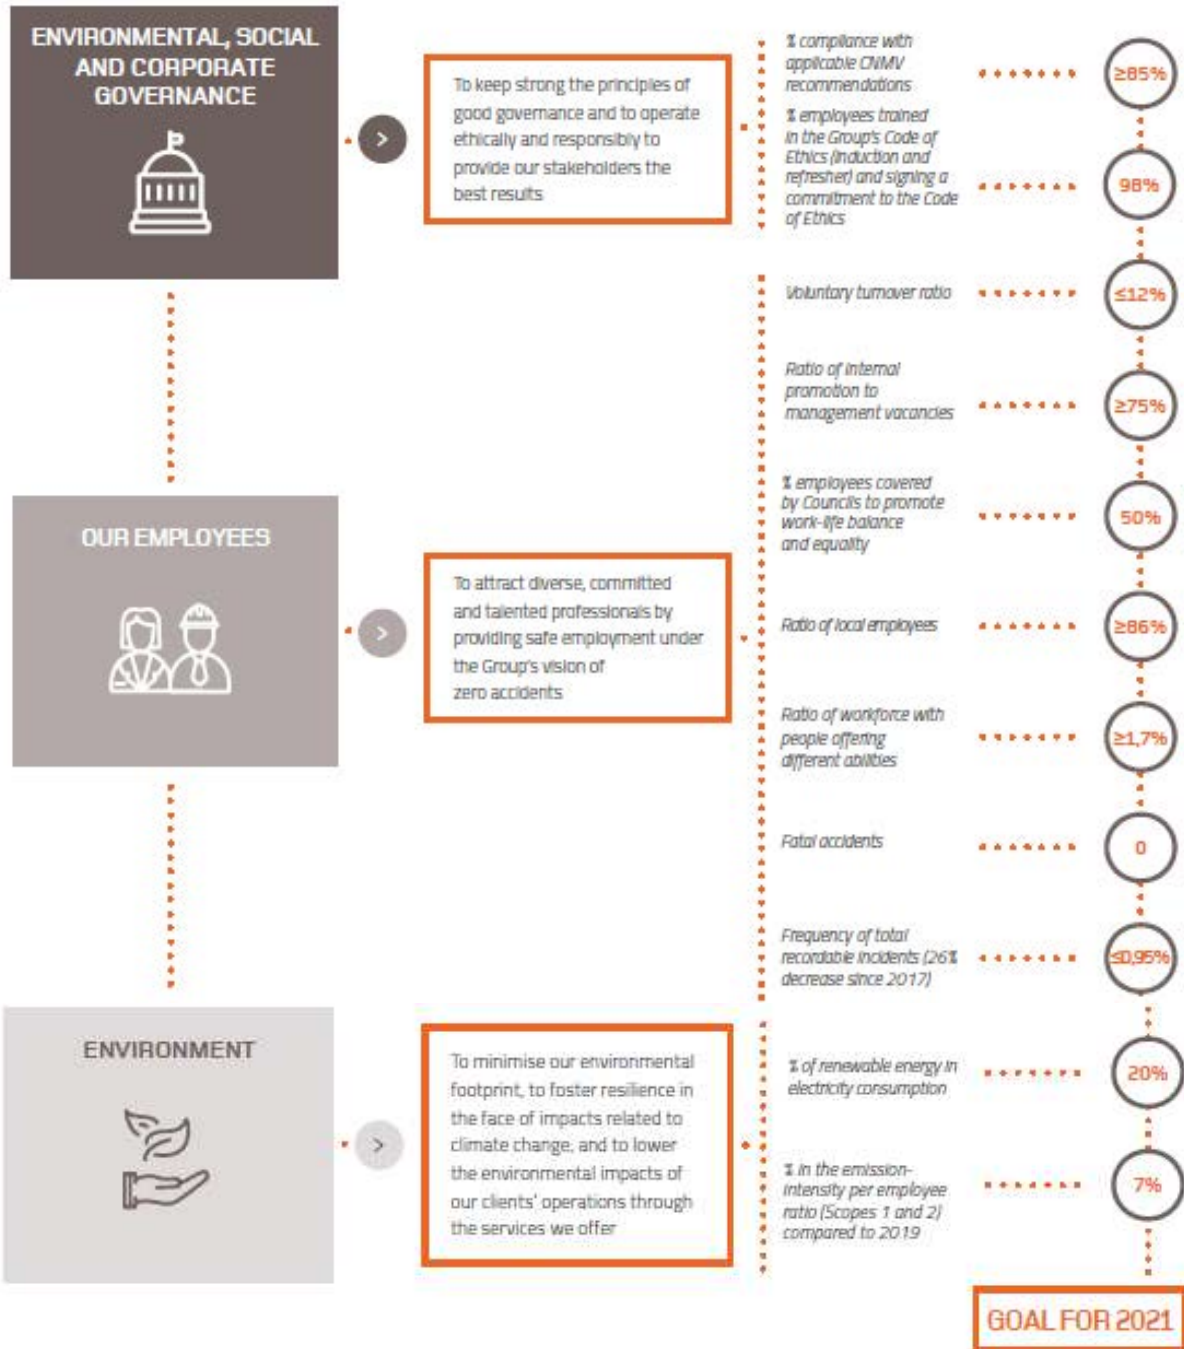 ENVIRONMENTAL, SOCIAL
AND CORPORATE
GOVERNANCE
To keep strong the principles of
good governance and to operate
ethically and responsibly to
provide our stakeholders the
best results
% compliance with
applicable CNMV
recommendations
≥85%
% employees trained
in the Group's Code of
Ethics (induction and
refresher) and signing a
commitment to the Code
of Ethics
98%
OUR EMPLOYEES
To attract diverse, committed
and talented professionals by
providing safe employment under
the Group's vision of
zero accidents
Voluntary turnover ratio
≤12%
Ratio of internal
promotion to
management vacancies
≥75%
% employees covered
by Councils to promote
work-life balance
and equality
50%
Ratio of local employees
≥86%
Ratio of workforce with
people offering
different abilities
≥1,7%
Fatal accidents
0
Frequency of total
recordable incidents (26%
decrease since 2017)
≤0,95%
ENVIRONMENT
To minimise our environmental
footprint, to foster resilience in
the face of impacts related to
climate change, and to lower
the environmental impacts of
our clients' operations through
the services we offer
% of renewable energy in
electricity consumption
20%
% in the emission-
intensity per employee
ratio (Scopes 1 and 2)
compared to 2019
7%
GOAL FOR 2021